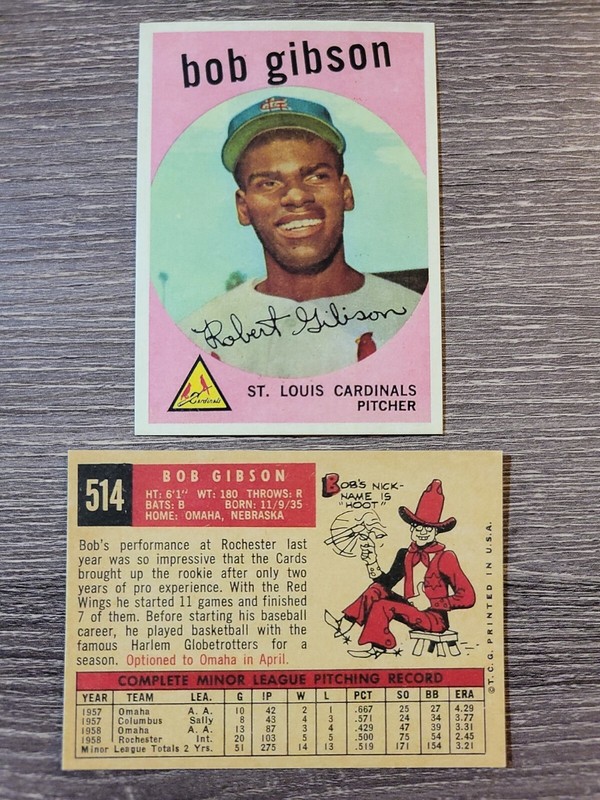 bob gibson
Robert Gibson
Cardinals
ST. LOUIS CARDINALS
PITCHER
514
BOB GIBSON
HT: 6'1" WT: 180 THROWS: R
BATS: B BORN: 11/9/35
HOME: OMAHA, NEBRASKA
BOB'S NICK-
NAME IS
"HOOT"
Bob's performance at Rochester last
year was so impressive that the Cards
brought up the rookie after only two
years of pro experience. With the Red
Wings he started 11 games and finished
7 of them. Before starting his baseball
career, he played basketball with the
famous Harlem Globetrotters for a
season. Optioned to Omaha in April.
© T.C.G. PRINTED IN U.S.A.
COMPLETE MINOR LEAGUE PITCHING RECORD
YEAR TEAM LEA. G IP W L PCT SO BB ERA
1957 Omaha A. A. 10 42 2 1 .667 25 27 4.29
1957 Columbus Sally 8 43 4 3 .571 24 34 3.77
1958 Omaha A. A. 13 87 3 4 .429 47 39 3.31
1958 Rochester Int. 20 103 5 5 .500 75 54 2.45
Minor League Totals 2 Yrs. 51 275 14 13 .519 171 154 3.21